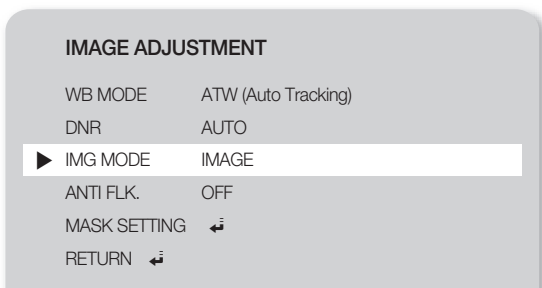 IMAGE ADJUSTMENT
WB MODE ATW (Auto Tracking)
DNR AUTO
▶ IMG MODE IMAGE
ANTI FLK. OFF
MASK SETTING ↲
RETURN ↲